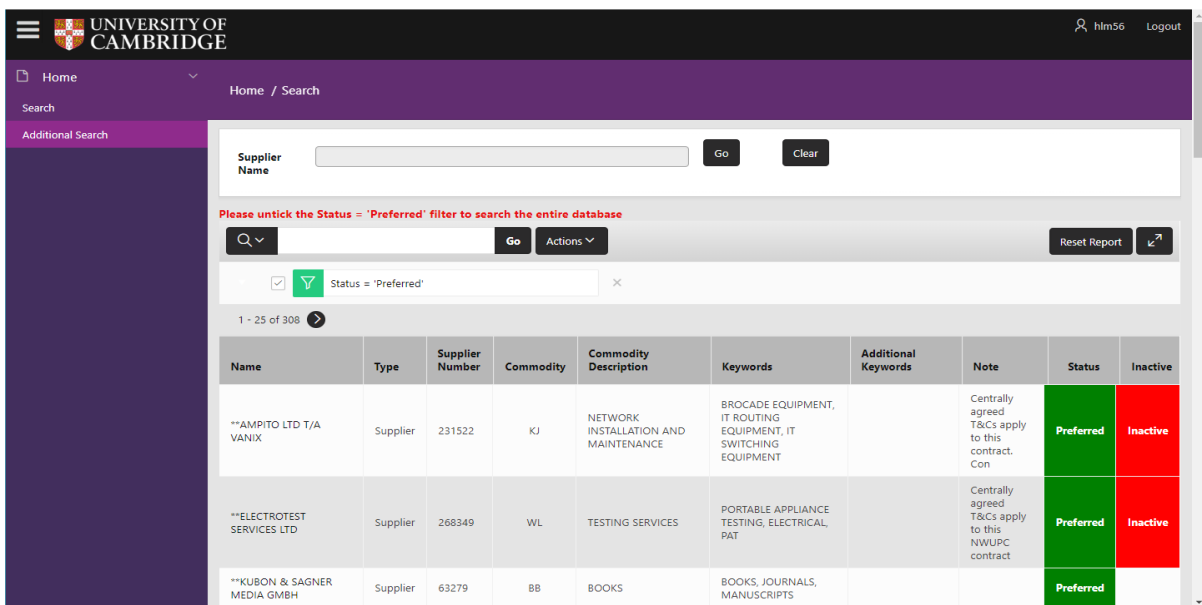 UNIVERSITY OF
CAMBRIDGE
hlm56
Logout
Home
Search
Additional Search
Home / Search
Supplier
Name
Go
Clear
Please untick the Status = 'Preferred' filter to search the entire database
Go
Actions
Reset Report
Status = 'Preferred'
1 - 25 of 308
Name
Type
Supplier
Number
Commodity
Commodity
Description
Keywords
Additional
Keywords
Note
Status
Inactive
**AMPITO LTD T/A
VANIX
Supplier
231522
KJ
NETWORK
INSTALLATION AND
MAINTENANCE
BROCADE EQUIPMENT,
IT ROUTING
EQUIPMENT, IT
SWITCHING
EQUIPMENT
Centrally
agreed
T&Cs apply
to this
contract.
Con
Preferred
Inactive
**ELECTROTEST
SERVICES LTD
Supplier
268349
WL
TESTING SERVICES
PORTABLE APPLIANCE
TESTING, ELECTRICAL,
PAT
Centrally
agreed
T&Cs apply
to this
NWUPC
contract
Preferred
Inactive
**KUBON & SAGNER
MEDIA GMBH
Supplier
63279
BB
BOOKS
BOOKS, JOURNALS,
MANUSCRIPTS
Preferred